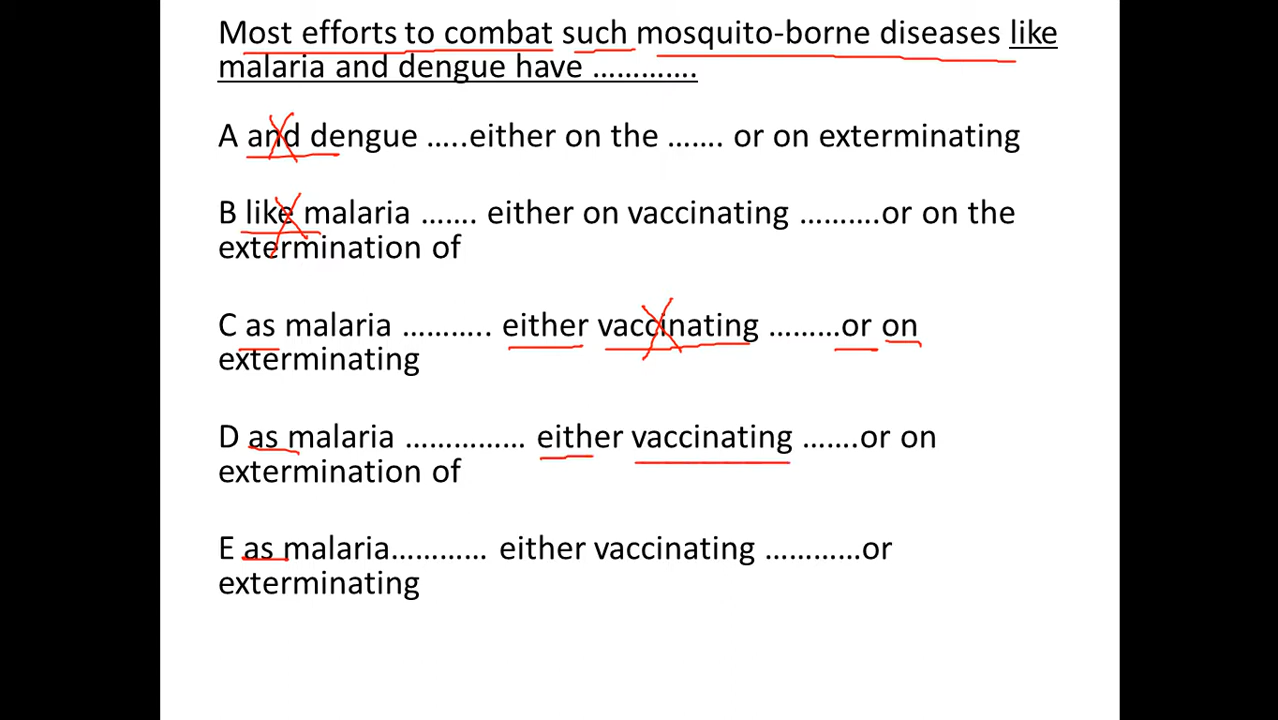 Most efforts to combat such mosquito-borne diseases like
malaria and dengue have ………….
A and dengue …..either on the ……. or on exterminating
B like malaria ……. either on vaccinating ……….or on the
extermination of
C as malaria ……….. either vaccinating ………or on
exterminating
D as malaria …………… either vaccinating …….or on
extermination of
E as malaria………… either vaccinating …………or
exterminating